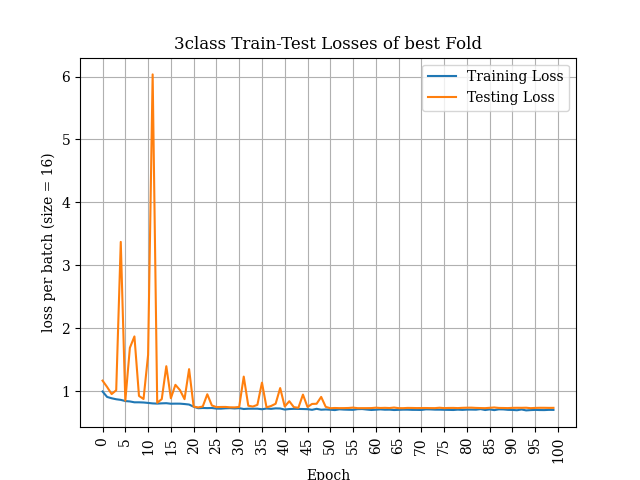 3class Train-Test Losses of best Fold
Training Loss
Testing Loss
loss per batch (size = 16)
6
5
4
3
2
1
0 5 10 15 20 25 30 35 40 45 50 55 60 65 70 75 80 85 90 95 100
Epoch